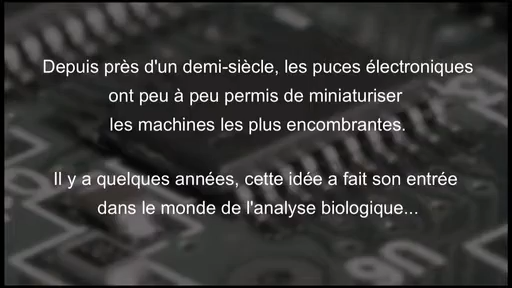 Depuis près d'un demi-siècle, les puces électroniques
ont peu à peu permis de miniaturiser
les machines les plus encombrantes.
Il y a quelques années, cette idée a fait son entrée
dans le monde de l'analyse biologique...